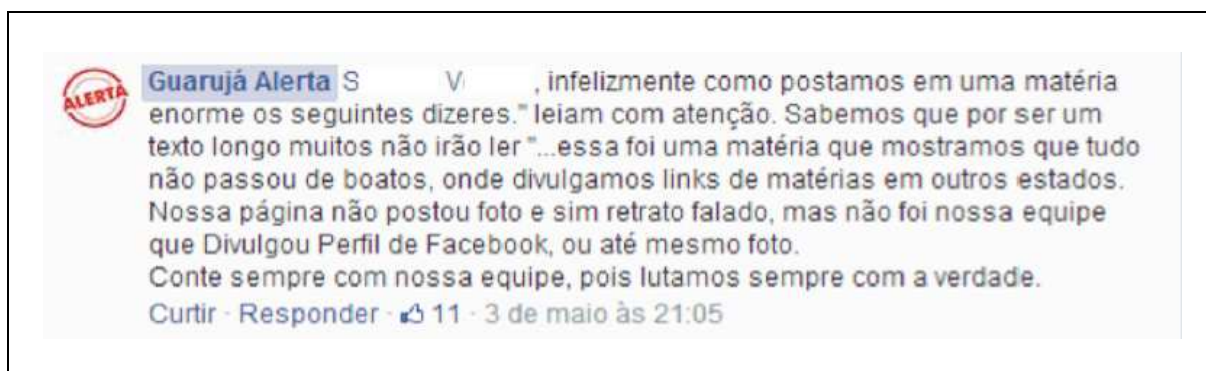 ALERTA
Guarujá Alerta S V , infelizmente como postamos em uma matéria
enorme os seguintes dizeres." leiam com atenção. Sabemos que por ser um
texto longo muitos não irão ler "...essa foi uma matéria que mostramos que tudo
não passou de boatos, onde divulgamos links de matérias em outros estados.
Nossa página não postou foto e sim retrato falado, mas não foi nossa equipe
que Divulgou Perfil de Facebook, ou até mesmo foto.
Conte sempre com nossa equipe, pois lutamos sempre com a verdade.
Curtir · Responder · 11 · 3 de maio às 21:05